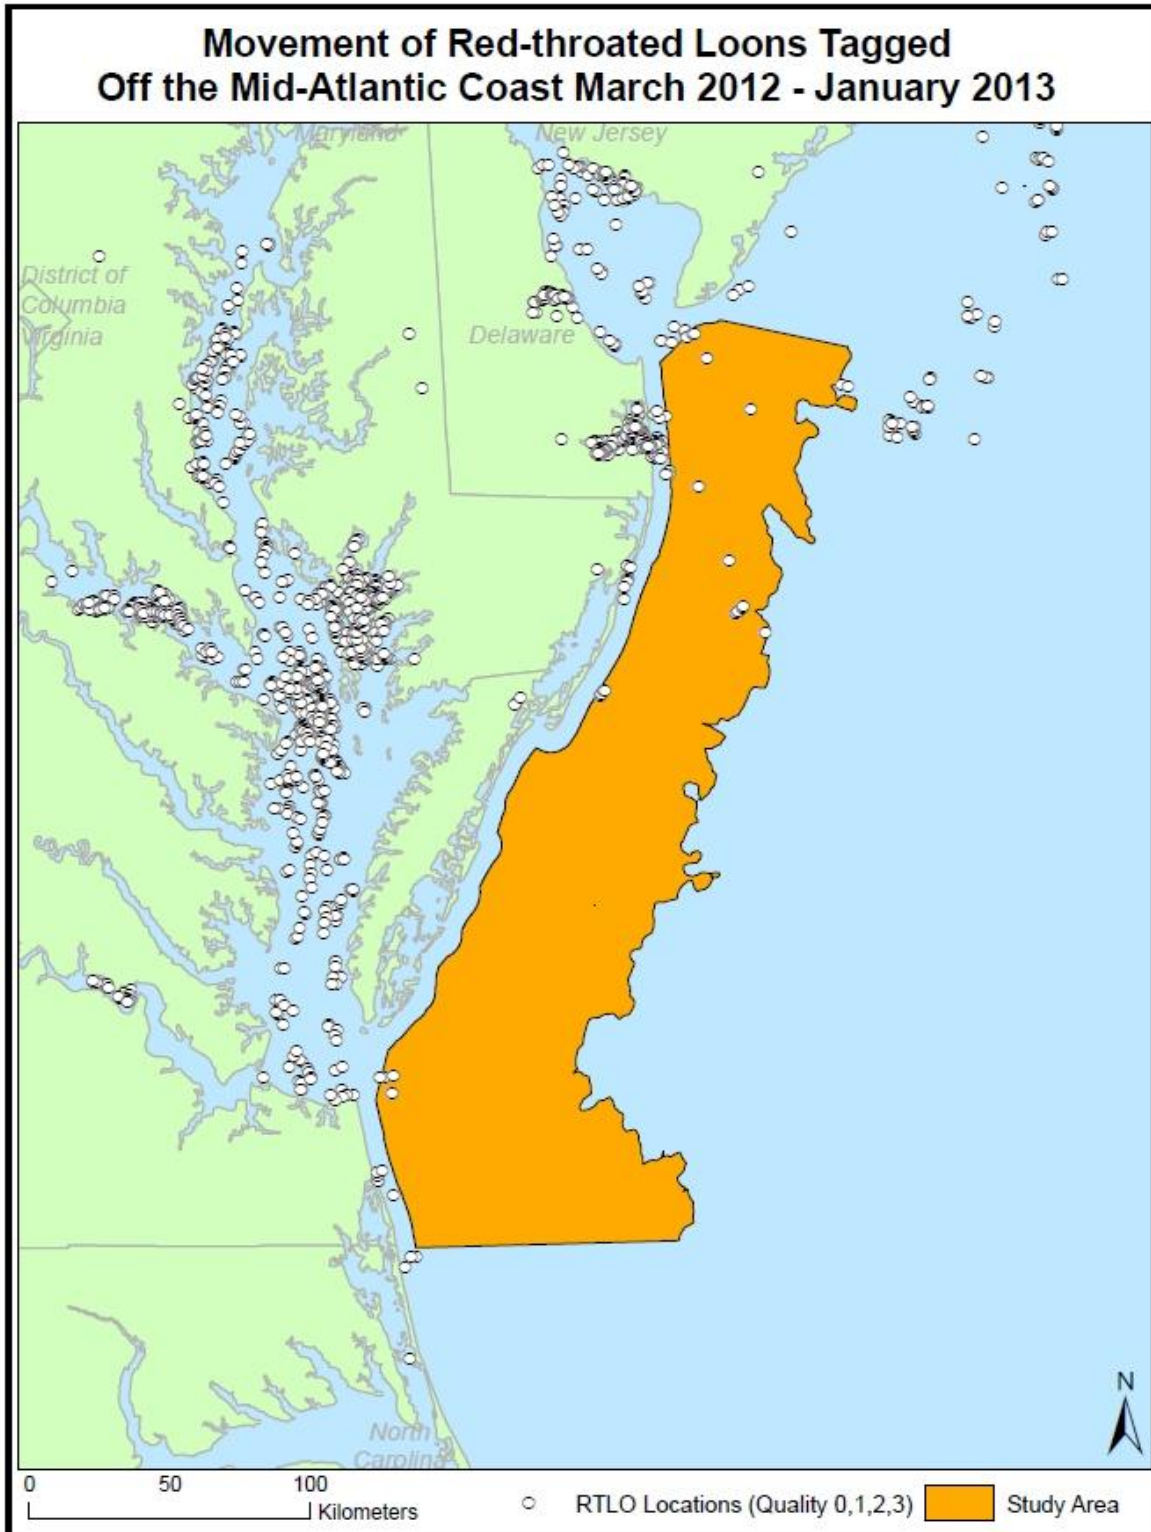 Movement of Red-throated Loons Tagged
Off the Mid-Atlantic Coast March 2012 - January 2013
Maryland
New Jersey
District of
Columbia
Virginia
Delaware
North
Carolina
N
0 50 100
Kilometers
RTLO Locations (Quality 0,1,2,3)
Study Area